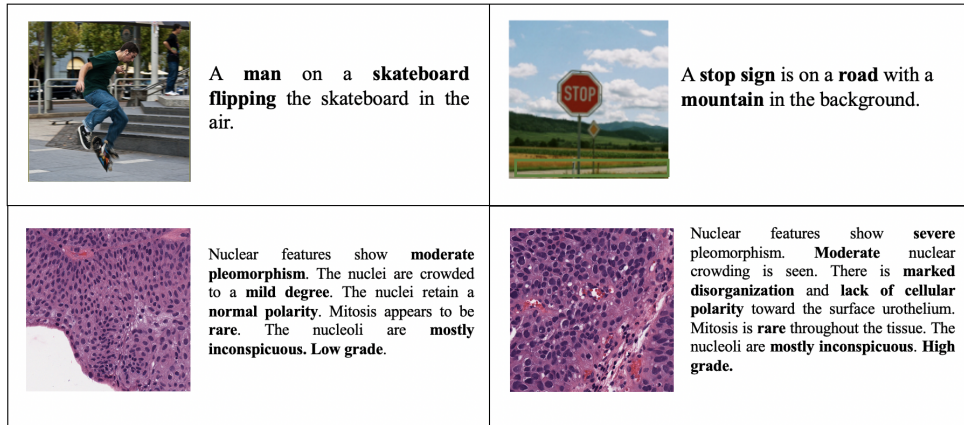 A man on a skateboard
flipping the skateboard in the
air.
STOP
A stop sign is on a road with a
mountain in the background.
Nuclear features show moderate
pleomorphism. The nuclei are crowded
to a mild degree. The nuclei retain a
normal polarity. Mitosis appears to be
rare. The nucleoli are mostly
inconspicuous. Low grade.
Nuclear features show severe
pleomorphism. Moderate nuclear
crowding is seen. There is marked
disorganization and lack of cellular
polarity toward the surface urothelium.
Mitosis is rare throughout the tissue. The
nucleoli are mostly inconspicuous. High
grade.